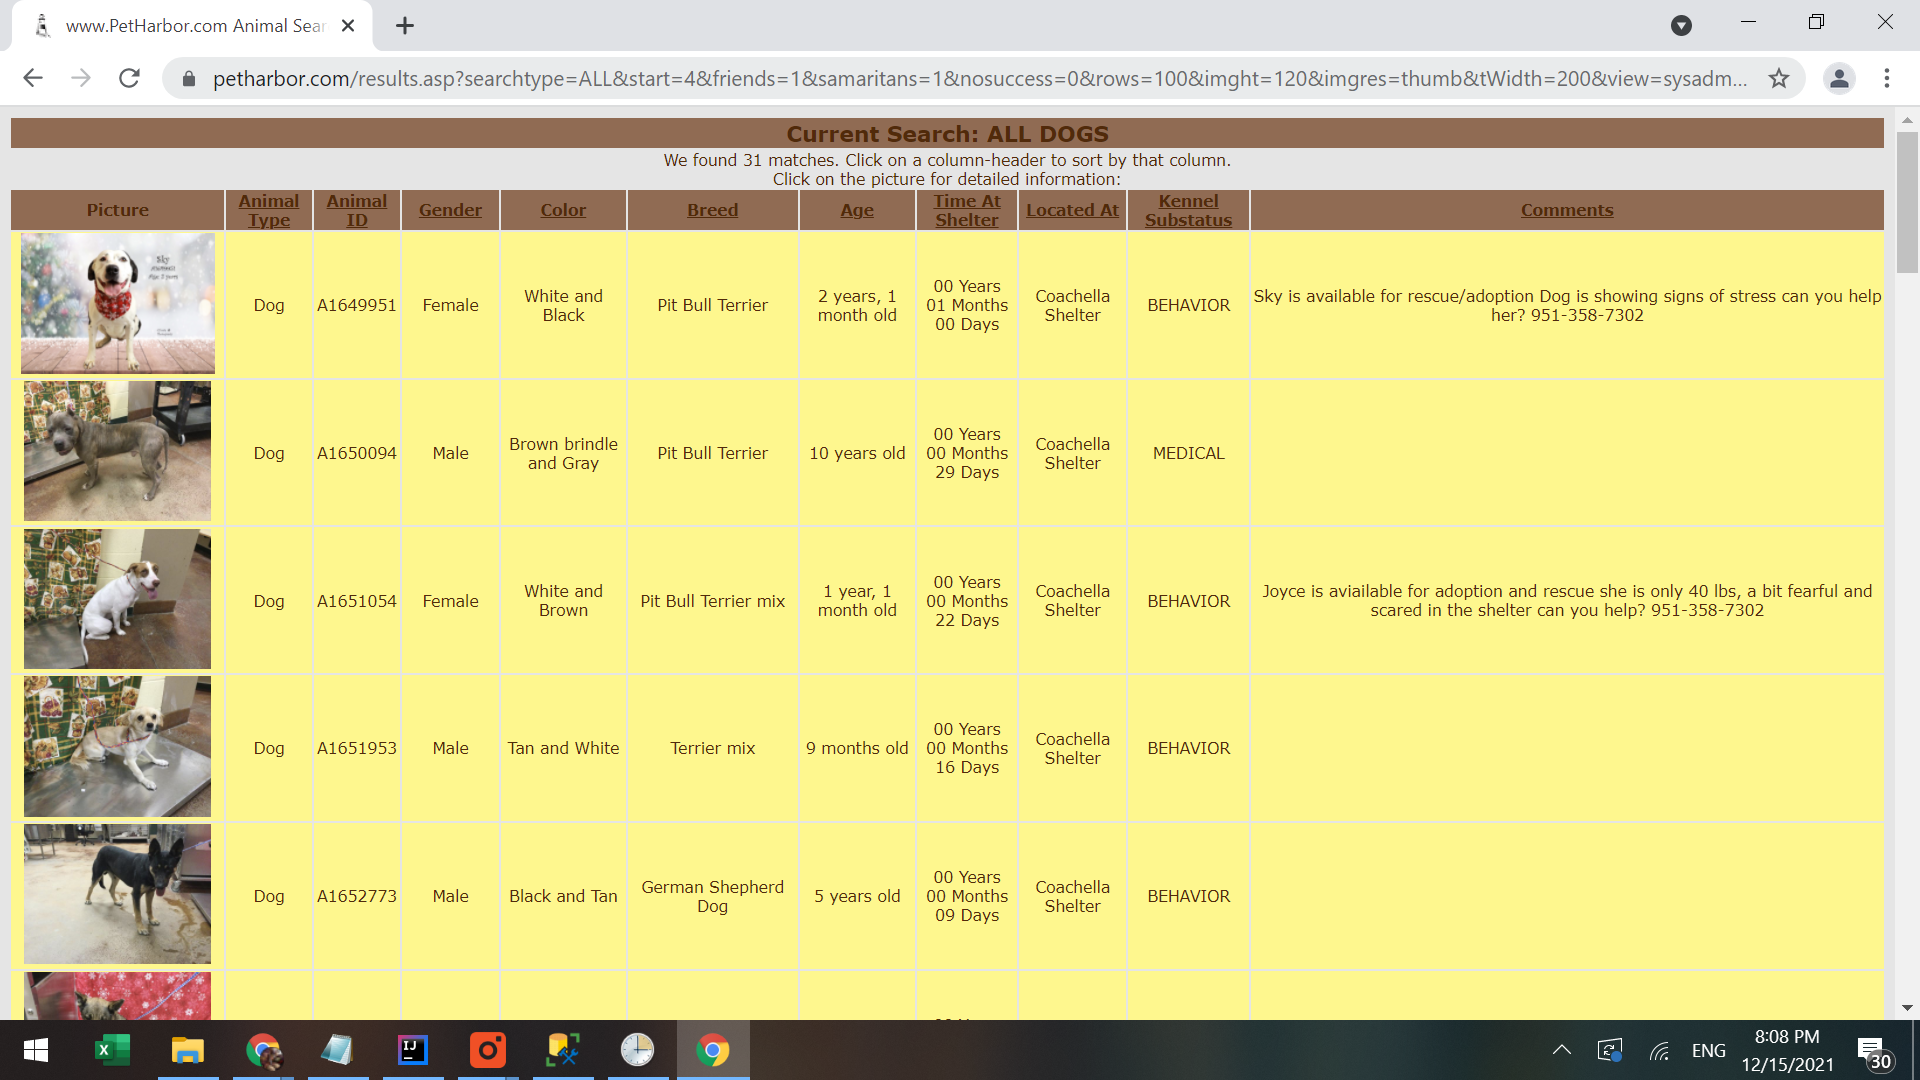 www.PetHarbor.com Animal Sear
petharbor.com/results.asp?searchtype=ALL&start=4&friends=1&samaritans=1&nosuccess=0&rows=100&imght=120&imgres=thumb&tWidth=200&view=sysadm...
Current Search: ALL DOGS
We found 31 matches. Click on a column-header to sort by that column.
Click on the picture for detailed information:
Picture
Animal
Type
Animal
ID
Gender
Color
Breed
Age
Time At
Shelter
Located At
Kennel
Substatus
Comments
Sky
Dog
A1649951
Female
White and
Black
Pit Bull Terrier
2 years, 1
month old
00 Years
01 Months
00 Days
Coachella
Shelter
BEHAVIOR
Sky is available for rescue/adoption Dog is showing signs of stress can you help
her? 951-358-7302
Dog
A1650094
Male
Brown brindle
and Gray
Pit Bull Terrier
10 years old
00 Years
00 Months
29 Days
Coachella
Shelter
MEDICAL
Dog
A1651054
Female
White and
Brown
Pit Bull Terrier mix
1 year, 1
month old
00 Years
00 Months
22 Days
Coachella
Shelter
BEHAVIOR
Joyce is avialable for adoption and rescue she is only 40 lbs, a bit fearful and
scared in the shelter can you help? 951-358-7302
Dog
A1651953
Male
Tan and White
Terrier mix
9 months old
00 Years
00 Months
16 Days
Coachella
Shelter
BEHAVIOR
Dog
A1652773
Male
Black and Tan
German Shepherd
Dog
5 years old
00 Years
00 Months
09 Days
Coachella
Shelter
BEHAVIOR
X
IJ
ENG
8:08 PM
12/15/2021
30